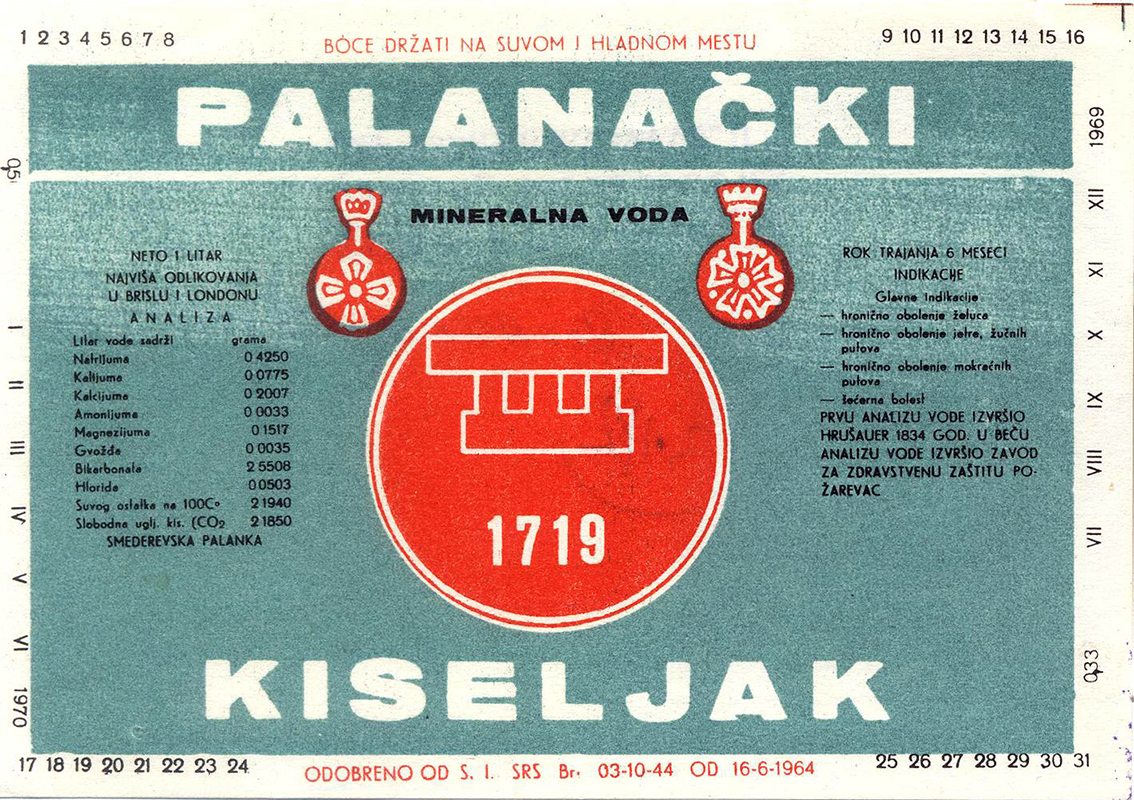 1 2 3 4 5 6 7 8
BOCE DRŽATI NA SUVOM I HLADNOM MESTU
9 10 11 12 13 14 15 16
PALANAČKI
MINERALNA VODA
NETO 1 LITAR
NAJVIŠA ODLIKOVANJA
U BRISLU I LONDONU
ANALIZA
Litar vode sadrži grama
Natrijuma 0 4250
Kalijuma 0 0775
Kalcijuma 0 2007
Amonijuma 0 0033
Magnezijuma 0 1517
Gvožđa 0 0035
Bikarbonata 2 5508
Hlorida 0 0503
Suvog ostatka na 100C° 2 1940
Slobodne uglj. kis. (CO2 2 1850
SMEDEREVSKA PALANKA
1719
ROK TRAJANJA 6 MESECI
INDIKACIJE
Glavne indikacije
— hronično obolenje želuca
— hronično obolenje jetre, žučnih
putova
— hronično obolenje mokraćnih
putova
— šećerna bolest
PRVU ANALIZU VODE IZVRŠIO
HRUŠAUER 1834 GOD. U BEČU
ANALIZU VODE IZVRŠIO ZAVOD
ZA ZDRAVSTVENU ZAŠTITU PO-
ŽAREVAC
KISELJAK
I II III IV V VI 1970
033 VII VIII IX X XI XII 1969
17 18 19 20 21 22 23 24
ODOBRENO OD S. I. SRS Br. 03-10-44 OD 16-6-1964
25 26 27 28 29 30 31